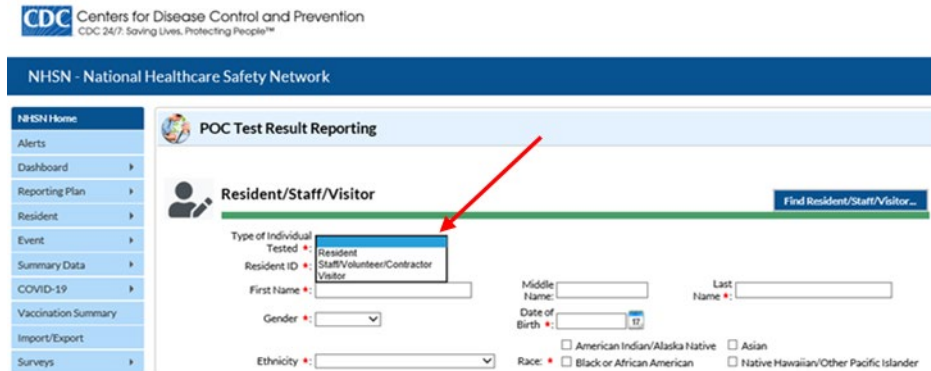 CDC Centers for Disease Control and Prevention
CDC 24/7: Saving Lives, Protecting People™
NHSN - National Healthcare Safety Network
NHSN Home
Alerts
Dashboard
Reporting Plan
Resident
Event
Summary Data
COVID-19
Vaccination Summary
Import/Export
Surveys
POC Test Result Reporting
Resident/Staff/Visitor
Find Resident/Staff/Visitor...
Type of Individual
Tested *:
Resident
Staff/Volunteer/Contractor
Visitor
Resident ID *:
First Name *:
Middle
Name:
Last
Name *:
Gender *:
Date of
Birth *:
17
Ethnicity *:
Race: *
American Indian/Alaska Native
Asian
Black or African American
Native Hawaiian/Other Pacific Islander